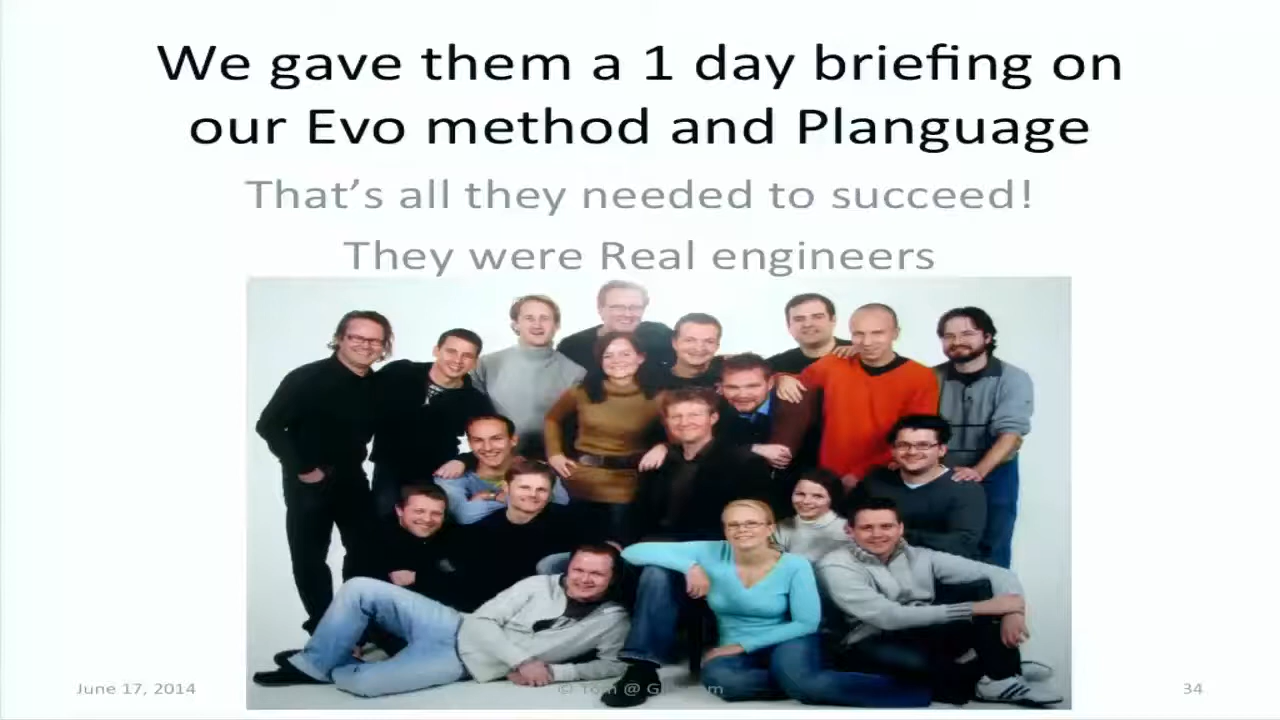 We gave them a 1 day briefing on
our Evo method and Planguage
That's all they needed to succeed!
They were Real engineers
June 17, 2014
© Tom @
34